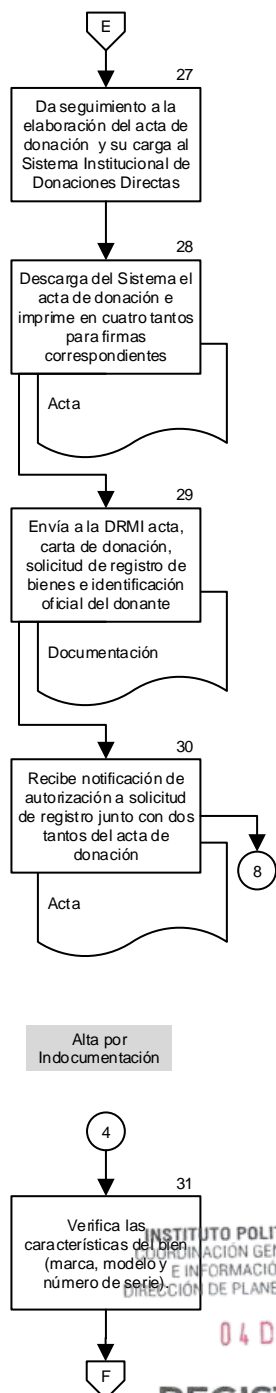 E
27
Da seguimiento a la
elaboración del acta de
donación y su carga al
Sistema Institucional de
Donaciones Directas
28
Descarga del Sistema el
acta de donación e
imprime en cuatro tantos
para firmas
correspondientes
Acta
29
Envía a la DRMI acta,
carta de donación,
solicitud de registro de
bienes e identificación
oficial del donante
Documentación
30
Recibe notificación de
autorización a solicitud
de registro junto con dos
tantos del acta de
donación
8
Acta
Alta por
Indocumentación
4
31
Verifica las
características del bien
(marca, modelo y
número de serie).
INSTITUTO POLIT
COORDINACIÓN GEN
E INFORMACIÓ
DIRECCIÓN DE PLANE
04 D
F
REGIST